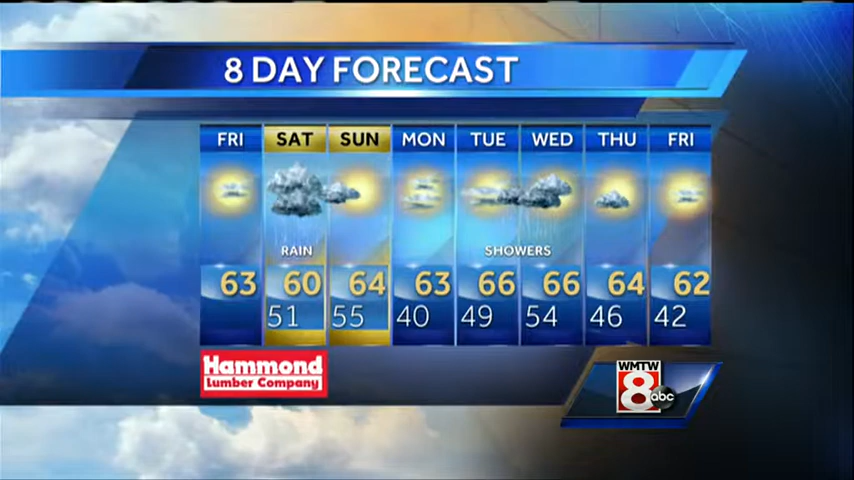 8 DAY FORECAST
FRI SAT SUN MON TUE WED THU FRI
RAIN SHOWERS
63 60 64 63 66 66 64 62
51 55 40 49 54 46 42
Hammond
Lumber Company
WMTW
8
abc